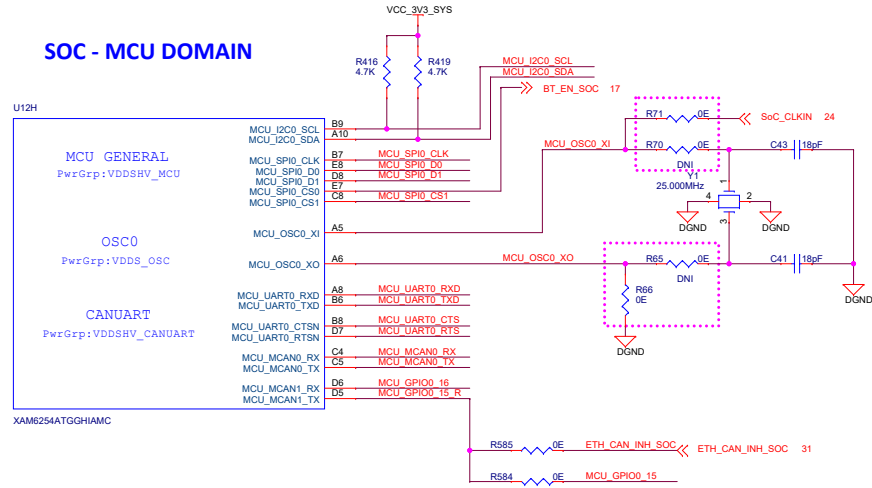 VCC_3V3_SYS
SOC - MCU DOMAIN
R416
4.7K
R419
4.7K
MCU_I2C0_SCL
MCU_I2C0_SDA
BT_EN_SOC 17
U12H
MCU GENERAL
PwrGrp:VDDSHV_MCU
OSC0
PwrGrp:VDDS_OSC
CANUART
PwrGrp:VDDSHV_CANUART
XAM6254ATGGHIAMC
MCU_I2C0_SCL B9
MCU_I2C0_SDA A10
MCU_SPI0_CLK B7 MCU_SPI0_CLK
MCU_SPI0_D0 E8 MCU_SPI0_D0
MCU_SPI0_D1 D8 MCU_SPI0_D1
MCU_SPI0_CS0 E7
MCU_SPI0_CS1 C8 MCU_SPI0_CS1
MCU_OSC0_XI A5
MCU_OSC0_XO A6
MCU_UART0_RXD A8 MCU_UART0_RXD
MCU_UART0_TXD B6 MCU_UART0_TXD
MCU_UART0_CTSN B8 MCU_UART0_CTS
MCU_UART0_RTSN D7 MCU_UART0_RTS
MCU_MCAN0_RX C4 MCU_MCAN0_RX
MCU_MCAN0_TX C5 MCU_MCAN0_TX
MCU_MCAN1_RX D6 MCU_GPIO0_16
MCU_MCAN1_TX D5 MCU_GPIO0_15_R
R71 0E SoC_CLKIN 24
MCU_OSC0_XI R70 0E
DNI
C43 18pF
Y1
25.000MHz
1
4 2
3
DGND DGND
MCU_OSC0_XO R65 0E
DNI
C41 18pF
R66
0E
DGND
DGND
R585 0E ETH_CAN_INH_SOC ETH_CAN_INH_SOC 31
R584 0E MCU_GPIO0_15